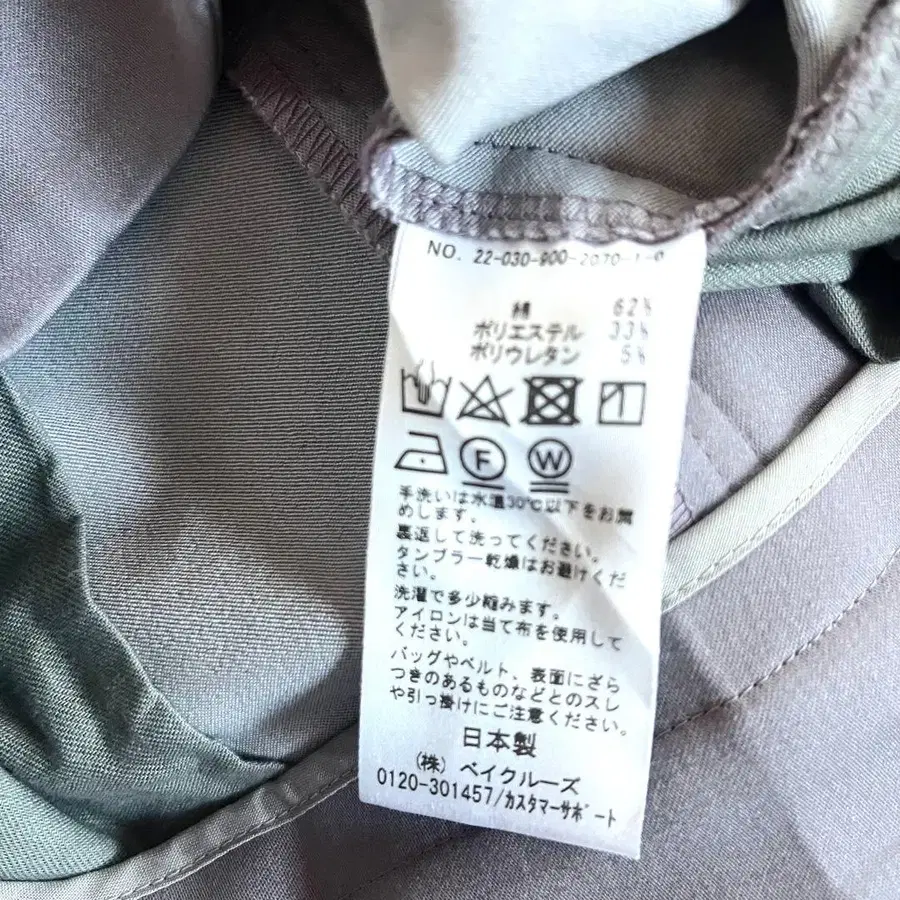 NO. 22-030-900-2070-1-0
綿 62%
ポリエステル 33%
ポリウレタン 5%
F W
手洗いは水温30℃以下をお薦
めします。
裏返して洗ってください。
タンブラー乾燥はお避けくだ
さい。
洗濯で多少縮みます。
アイロンは当て布を使用して
ください。
バッグやベルト、表面にざら
つきのあるものなどとのスレ
や引っ掛けにご注意ください。
日本製
(株) ベイクルーズ
0120-301457/カスタマーサポート